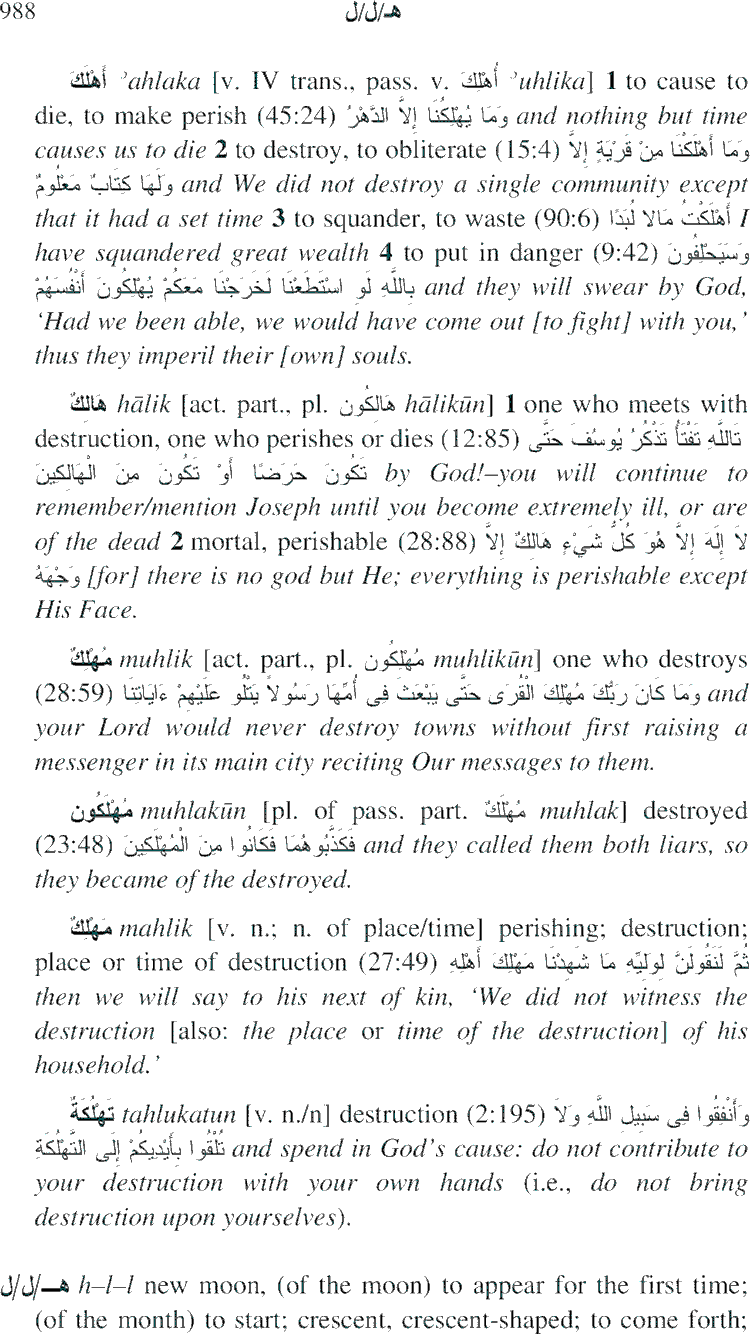 988 هـ/ل/ل
أَهْلَكَ ʾahlaka [v. IV trans., pass. v. أُهْلِكَ ʾuhlika] 1 to cause to
die, to make perish (45:24) وَمَا يُهْلِكُنَا إِلاَّ الدَّهْرُ and nothing but time
causes us to die 2 to destroy, to obliterate (15:4) وَمَا أَهْلَكْنَا مِنْ قَرْيَةٍ إِلاَّ
وَلَهَا كِتَابٌ مَعْلُومٌ and We did not destroy a single community except
that it had a set time 3 to squander, to waste (90:6) أَهْلَكْتُ مَالا لُبَدًا I
have squandered great wealth 4 to put in danger (9:42) وَسَيَحْلِفُونَ
بِاللَّهِ لَوِ اسْتَطَعْنَا لَخَرَجْنَا مَعَكُمْ يُهْلِكُونَ أَنْفُسَهُمْ and they will swear by God,
‘Had we been able, we would have come out [to fight] with you,’
thus they imperil their [own] souls.
هَالِكٌ hālik [act. part., pl. هَالِكُون hālikūn] 1 one who meets with
destruction, one who perishes or dies (12:85) تَاللَّهِ تَفْتَأُ تَذْكُرُ يُوسُفَ حَتَّى
تَكُونَ حَرَضًا أَوْ تَكُونَ مِنَ الْهَالِكِينَ by God!–you will continue to
remember/mention Joseph until you become extremely ill, or are
of the dead 2 mortal, perishable (28:88) لاَ إِلَهَ إِلاَّ هُوَ كُلُّ شَيْءٍ هَالِكٌ إِلاَّ
وَجْهَهُ [for] there is no god but He; everything is perishable except
His Face.
مُهْلِكٌ muhlik [act. part., pl. مُهْلِكُون muhlikūn] one who destroys
(28:59) وَمَا كَانَ رَبُّكَ مُهْلِكَ الْقُرَى حَتَّى يَبْعَثَ فِى أُمِّهَا رَسُولاً يَتْلُو عَلَيْهِمْ ءَايَاتِنَا and
your Lord would never destroy towns without first raising a
messenger in its main city reciting Our messages to them.
مُهْلَكُون muhlakūn [pl. of pass. part. مُهْلَكٌ muhlak] destroyed
(23:48) فَكَذَّبُوهُمَا فَكَانُوا مِنَ الْمُهْلَكِينَ and they called them both liars, so
they became of the destroyed.
مَهْلِكٌ mahlik [v. n.; n. of place/time] perishing; destruction;
place or time of destruction (27:49) ثُمَّ لَنَقُولَنَّ لِوَلِيِّهِ مَا شَهِدْنَا مَهْلِكَ أَهْلِهِ
then we will say to his next of kin, ‘We did not witness the
destruction [also: the place or time of the destruction] of his
household.’
تَهْلُكَةٌ tahlukatun [v. n./n] destruction (2:195) وَأَنْفِقُوا فِى سَبِيلِ اللَّهِ وَلاَ
تُلْقُوا بِأَيْدِيكُمْ إِلَى التَّهْلُكَةِ and spend in God’s cause: do not contribute to
your destruction with your own hands (i.e., do not bring
destruction upon yourselves).
هـ/ل/ل h–l–l new moon, (of the moon) to appear for the first time;
(of the month) to start; crescent, crescent-shaped; to come forth;